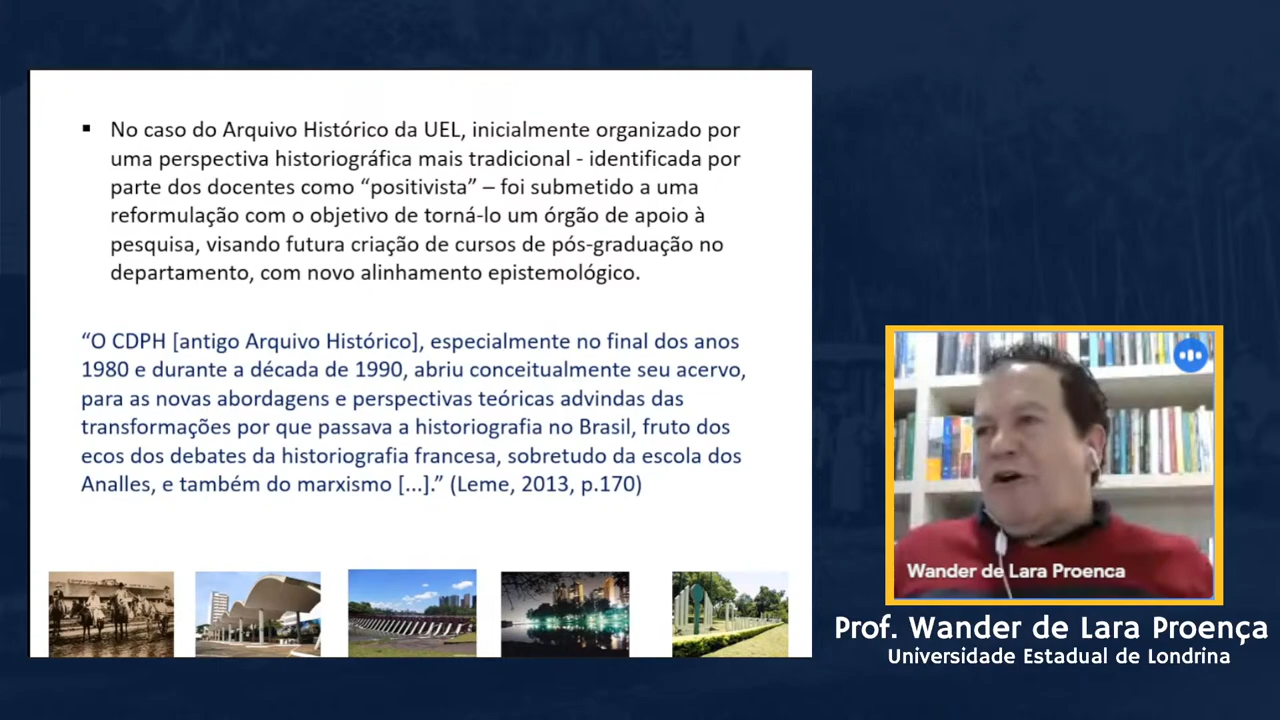 ▪ No caso do Arquivo Histórico da UEL, inicialmente organizado por
uma perspectiva historiográfica mais tradicional - identificada por
parte dos docentes como “positivista” – foi submetido a uma
reformulação com o objetivo de torná-lo um órgão de apoio à
pesquisa, visando futura criação de cursos de pós-graduação no
departamento, com novo alinhamento epistemológico.
“O CDPH [antigo Arquivo Histórico], especialmente no final dos anos
1980 e durante a década de 1990, abriu conceitualmente seu acervo,
para as novas abordagens e perspectivas teóricas advindas das
transformações por que passava a historiografia no Brasil, fruto dos
ecos dos debates da historiografia francesa, sobretudo da escola dos
Analles, e também do marxismo [...].” (Leme, 2013, p.170)
Wander de Lara Proenca
Prof. Wander de Lara Proença
Universidade Estadual de Londrina